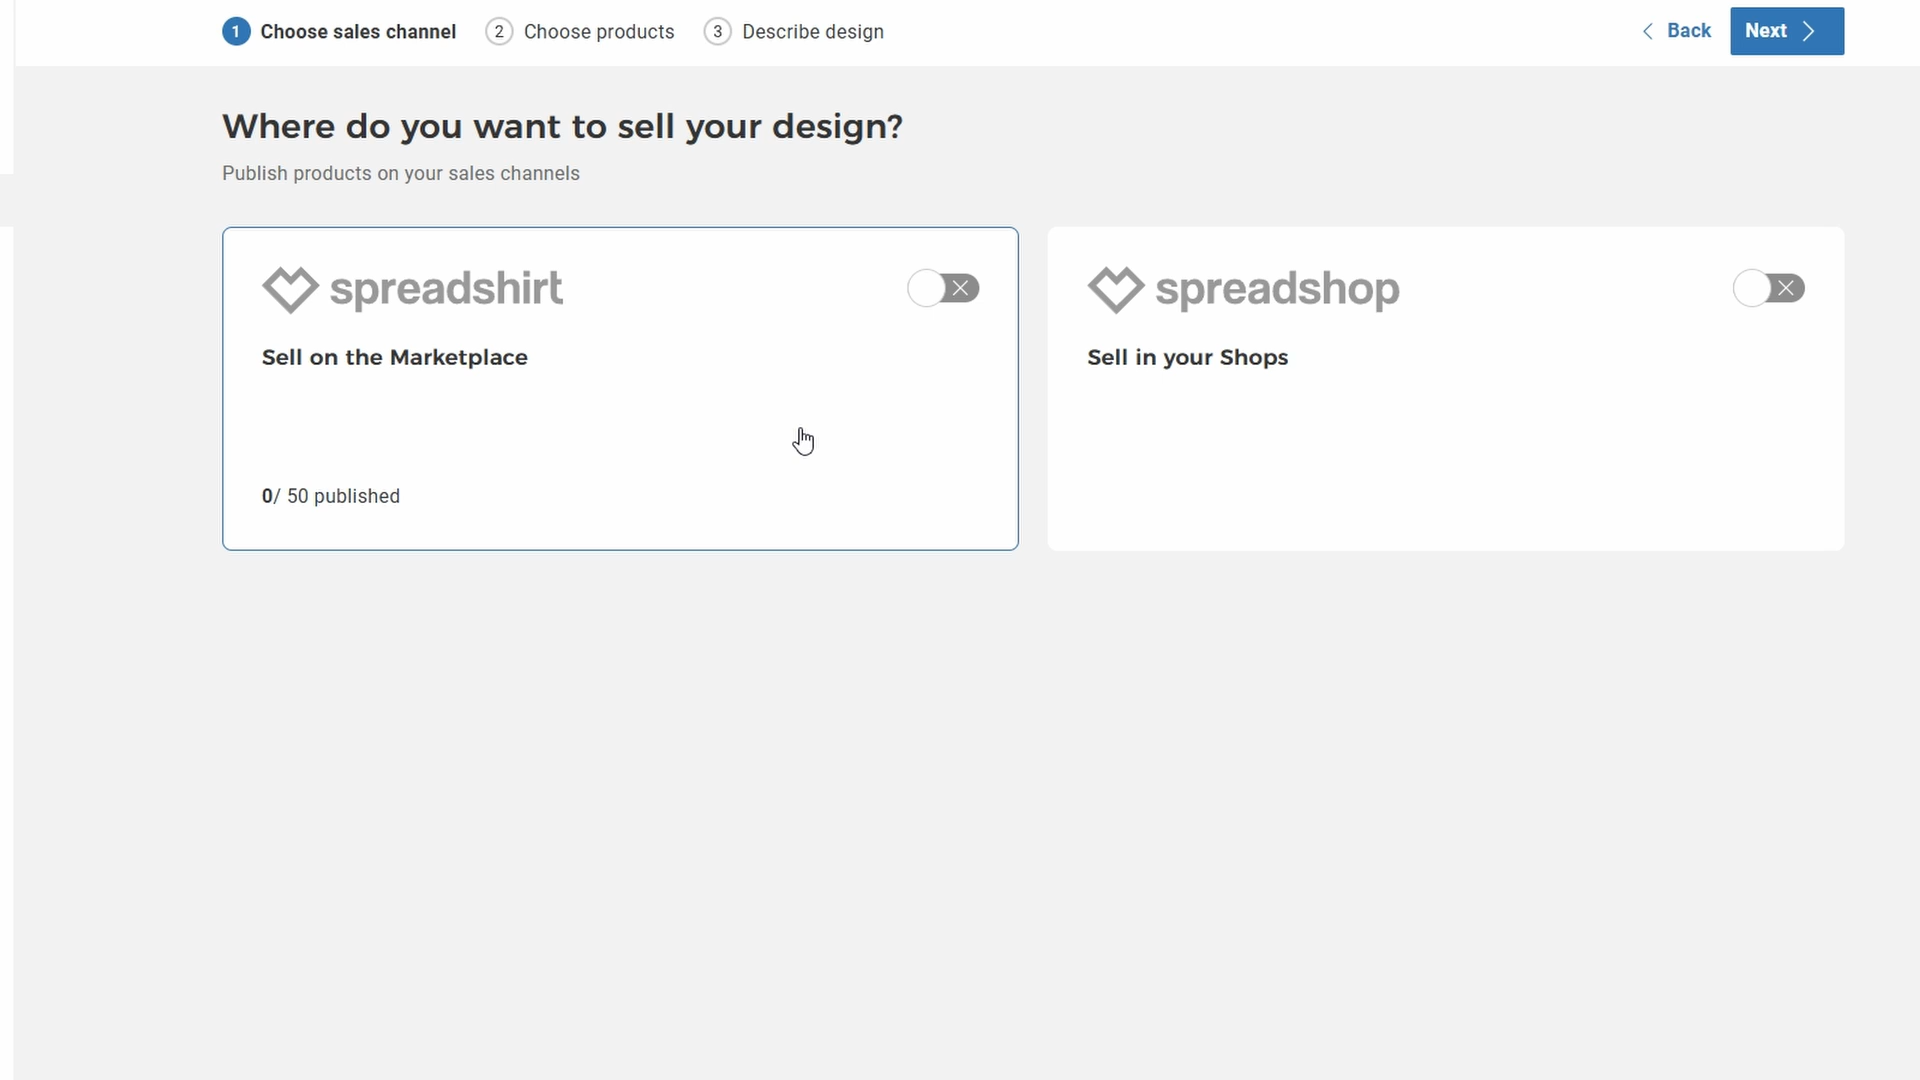 1 Choose sales channel 2 Choose products 3 Describe design Back Next
Where do you want to sell your design?
Publish products on your sales channels
spreadshirt
Sell on the Marketplace
0/ 50 published
spreadshop
Sell in your Shops